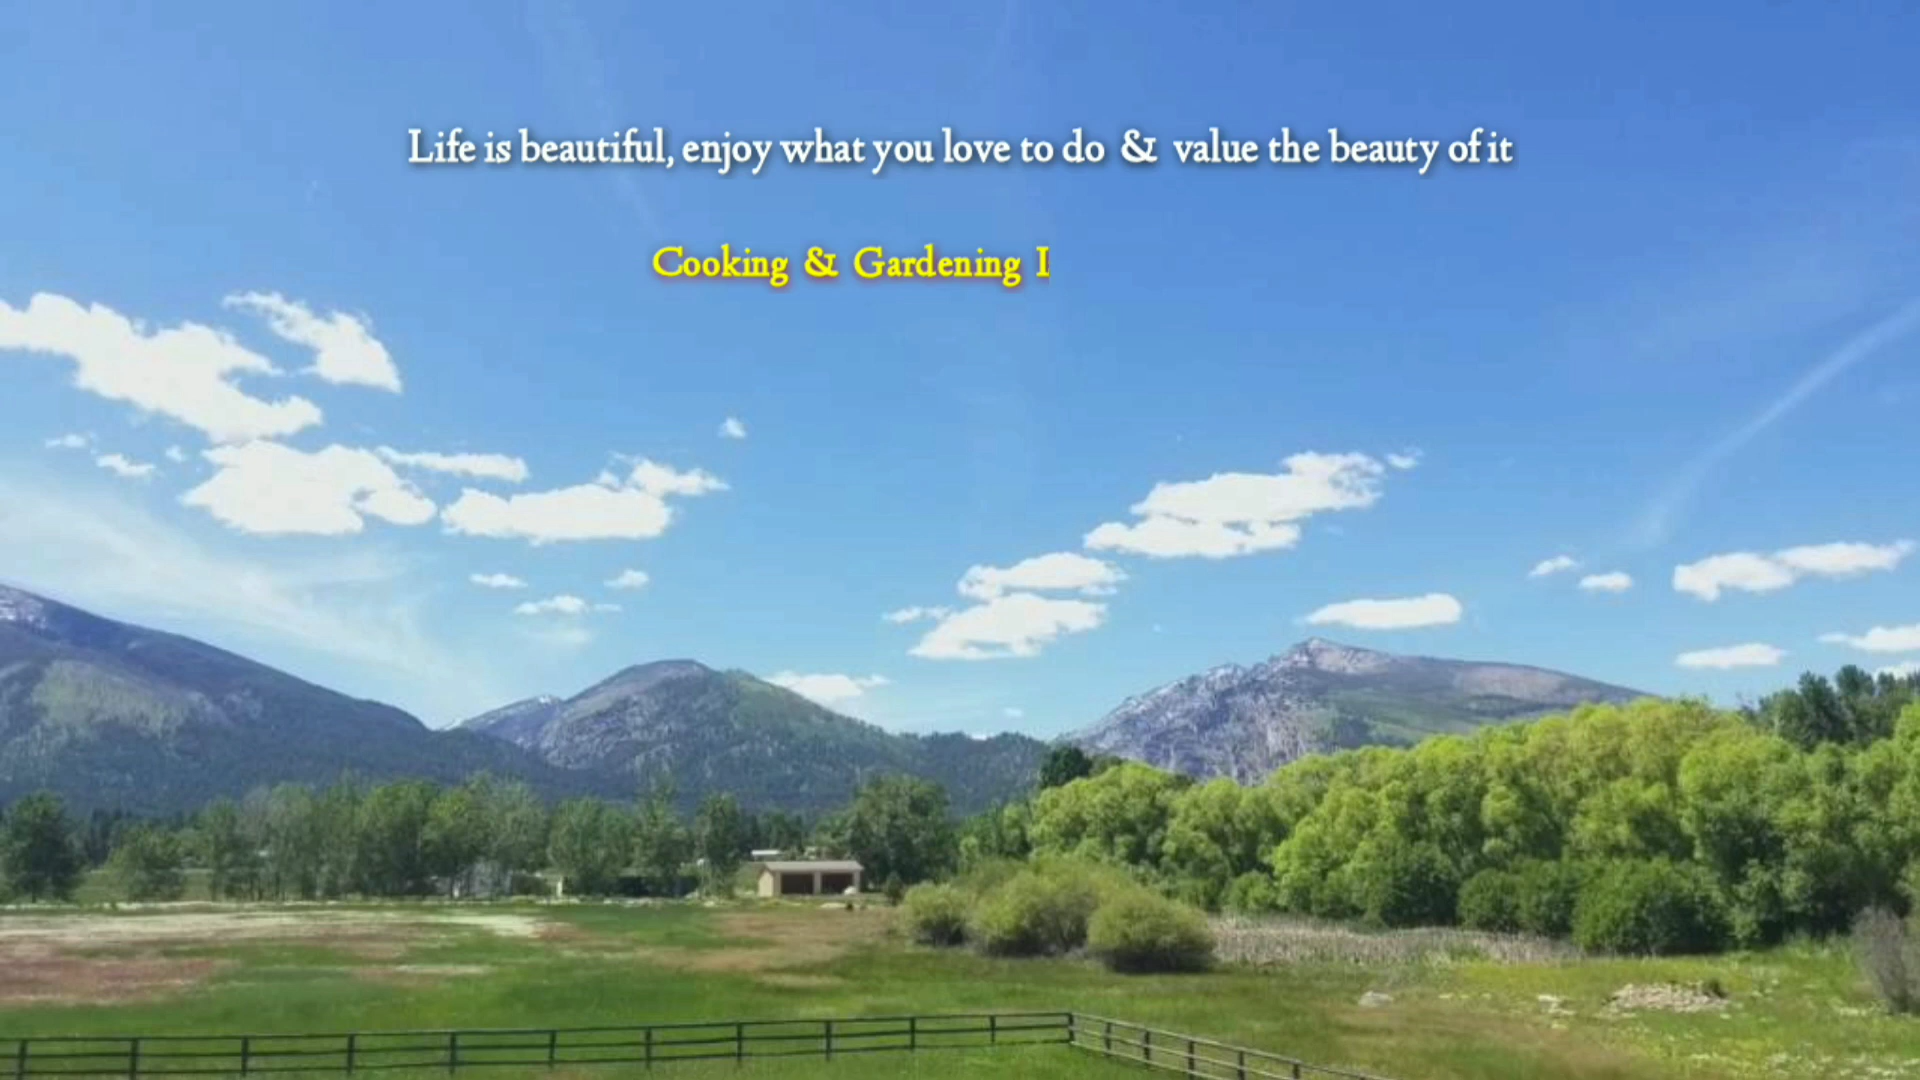 Life is beautiful, enjoy what you love to do & value the beauty of it
Cooking & Gardening I